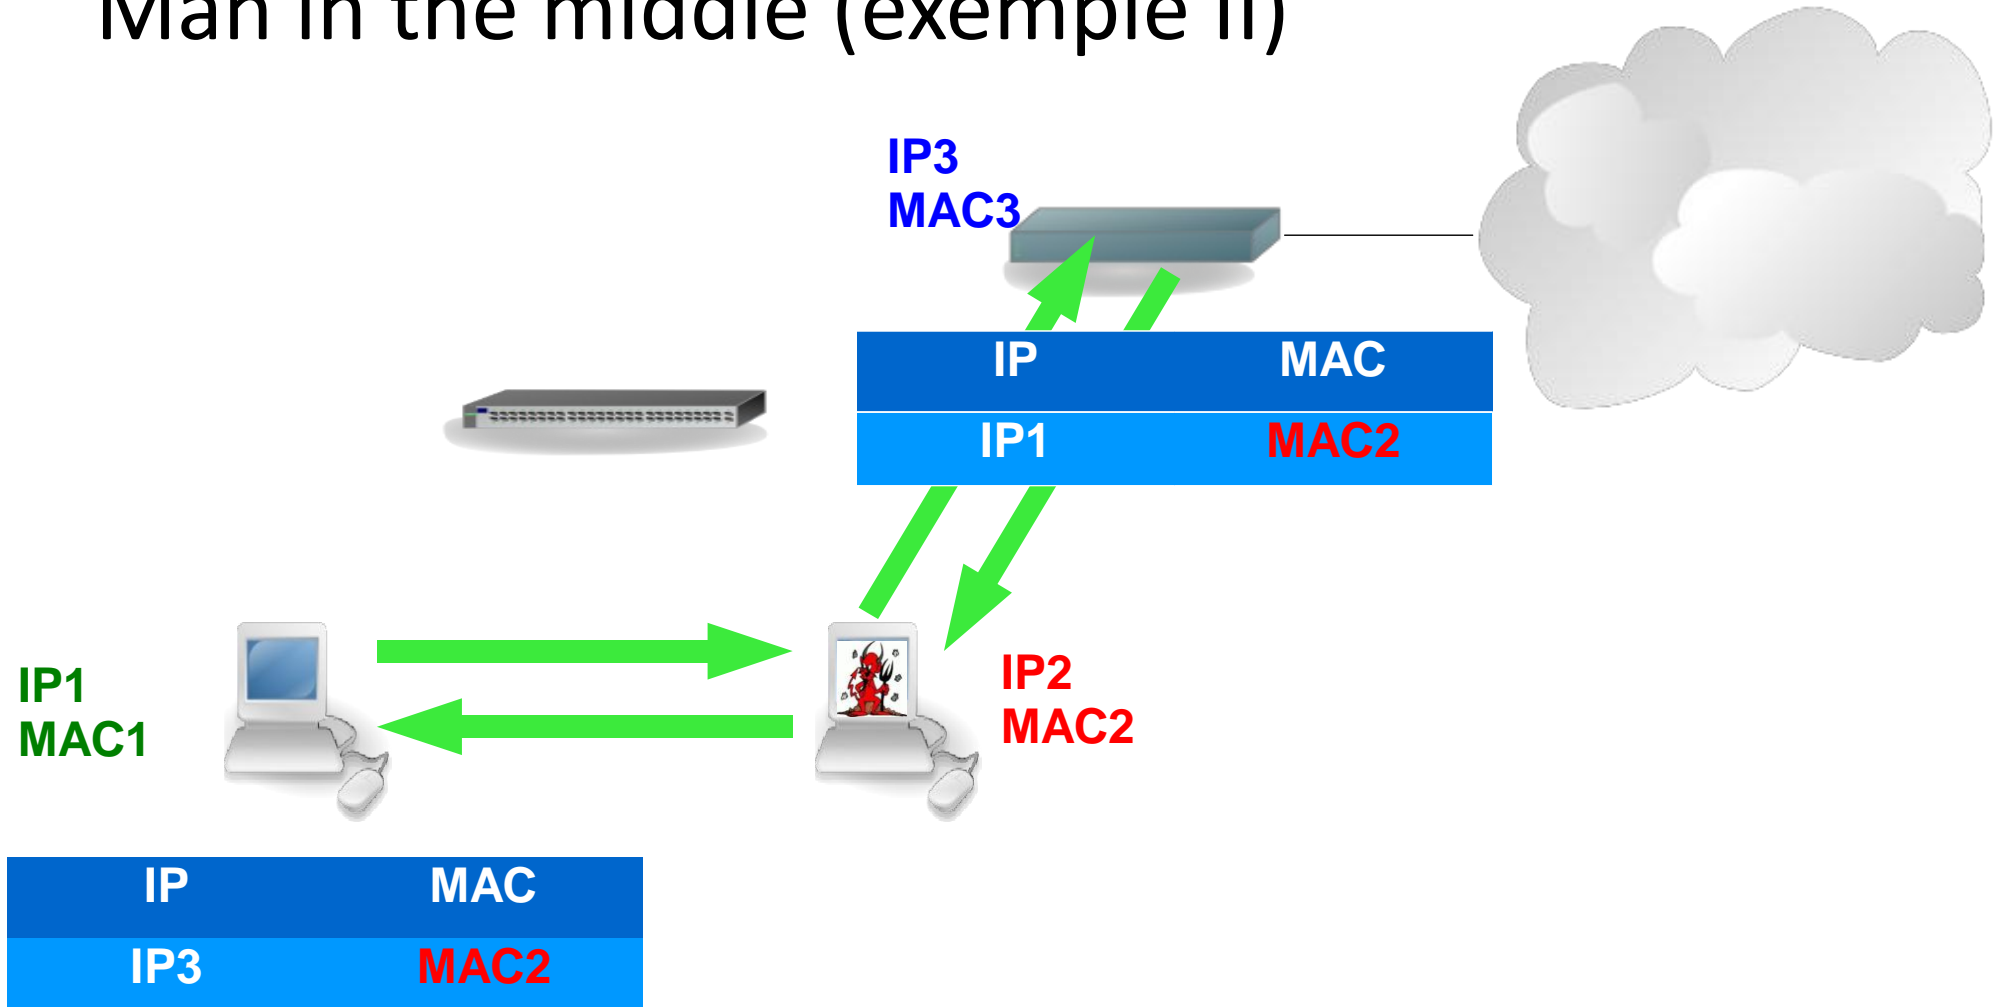 Man in the middle (exemple II)
IP3
MAC3
IP MAC
IP1 MAC2
IP1
MAC1
IP2
MAC2
IP MAC
IP3 MAC2